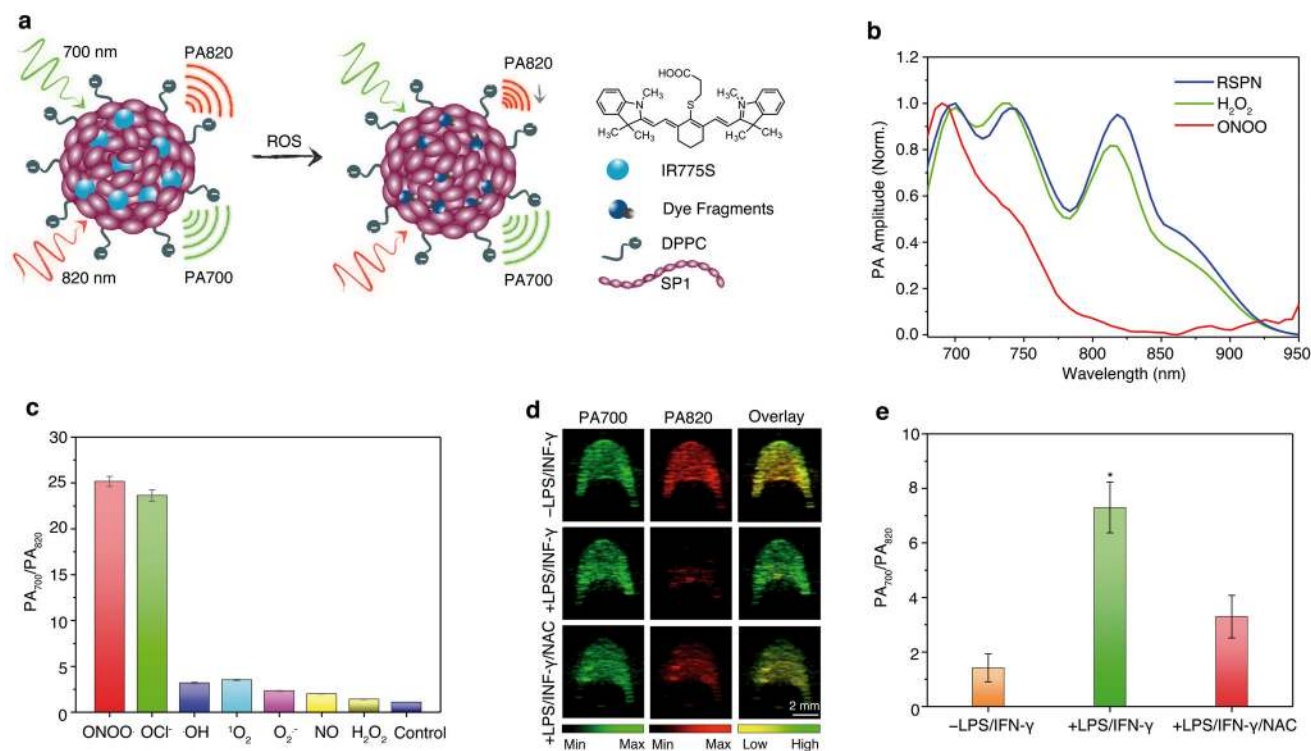 a
700 nm
PA820
820 nm
PA700
ROS
PA820
PA700
HOOC
S
CH₃
N
H₃C CH₃
CH₃
N⁺
CH₃
CH₃
IR775S
Dye Fragments
DPPC
SP1
b
PA Amplitude (Norm.)
1.2
1.0
0.8
0.6
0.4
0.2
0.0
700 750 800 850 900 950
Wavelength (nm)
RSPN
H₂O₂
ONOO
c
PA₇₀₀/PA₈₂₀
30
25
20
15
10
5
0
ONOO⁻ OCl⁻ ·OH ¹O₂ O₂·⁻ NO H₂O₂ Control
d
PA700 PA820 Overlay
–LPS/INF-γ
+LPS/INF-γ
+LPS/INF-γ/NAC
2 mm
Min Max Min Max Low High
e
PA₇₀₀/PA₈₂₀
10
8
6
4
2
0
*
–LPS/IFN-γ +LPS/IFN-γ +LPS/IFN-γ/NAC